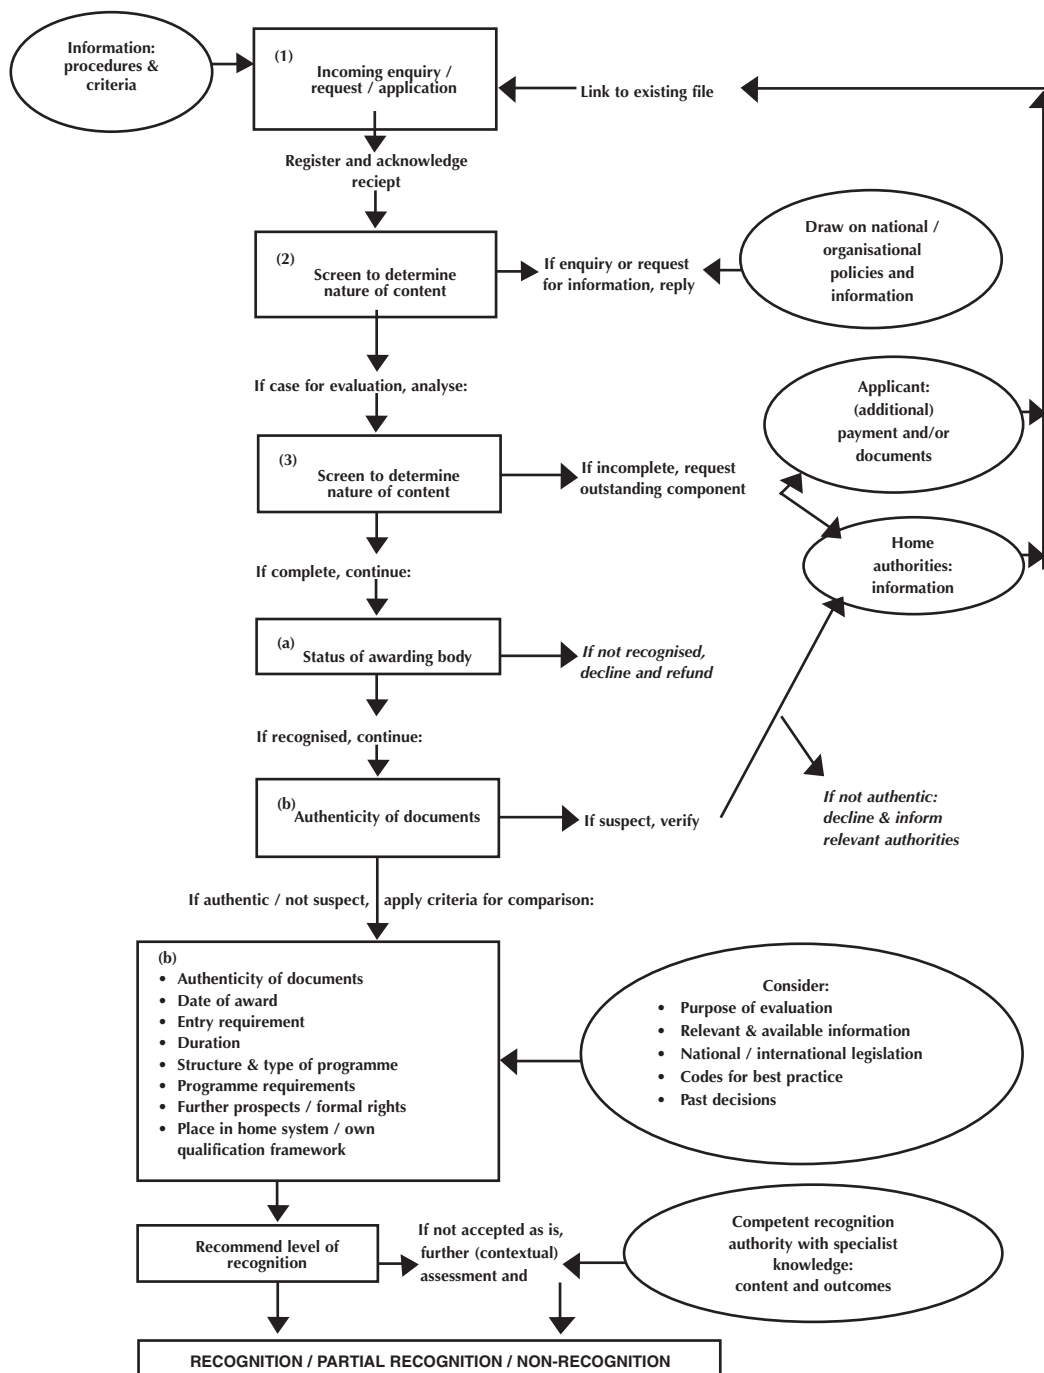 Information:
procedures &
criteria
(1)
Incoming enquiry /
request / application
Link to existing file
Register and acknowledge
reciept
(2)
Screen to determine
nature of content
If enquiry or request
for information, reply
Draw on national /
organisational
policies and
information
If case for evaluation, analyse:
Applicant:
(additional)
payment and/or
documents
(3)
Screen to determine
nature of content
If incomplete, request
outstanding component
Home
authorities:
information
If complete, continue:
(a)
Status of awarding body
If not recognised,
decline and refund
If recognised, continue:
(b)
Authenticity of documents
If suspect, verify
If not authentic:
decline & inform
relevant authorities
If authentic / not suspect, apply criteria for comparison:
(b)
• Authenticity of documents
• Date of award
• Entry requirement
• Duration
• Structure & type of programme
• Programme requirements
• Further prospects / formal rights
• Place in home system / own
qualification framework
Consider:
• Purpose of evaluation
• Relevant & available information
• National / international legislation
• Codes for best practice
• Past decisions
Recommend level of
recognition
If not accepted as is,
further (contextual)
assessment and
Competent recognition
authority with specialist
knowledge:
content and outcomes
RECOGNITION / PARTIAL RECOGNITION / NON-RECOGNITION